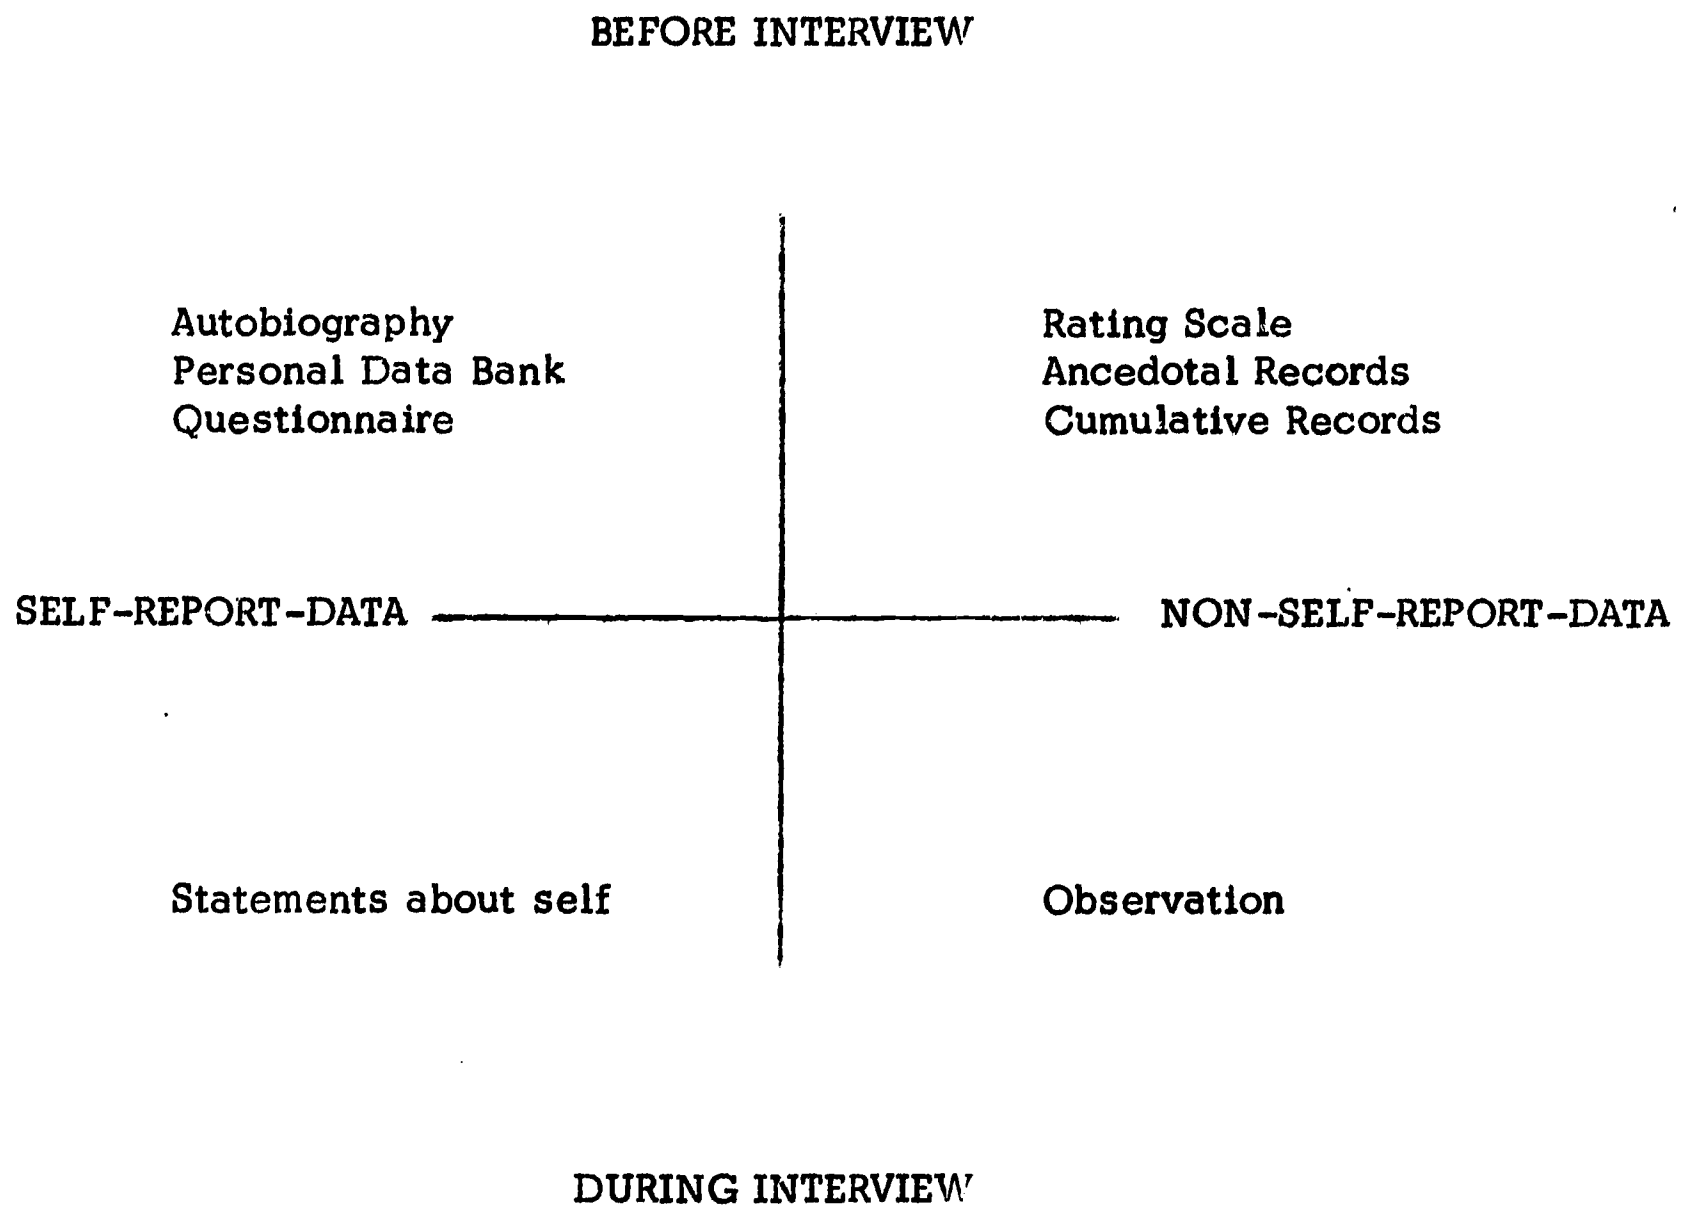 BEFORE INTERVIEW
Autobiography
Personal Data Bank
Questionnaire
Rating Scale
Ancedotal Records
Cumulative Records
SELF-REPORT-DATA
NON-SELF-REPORT-DATA
Statements about self
Observation
DURING INTERVIEW